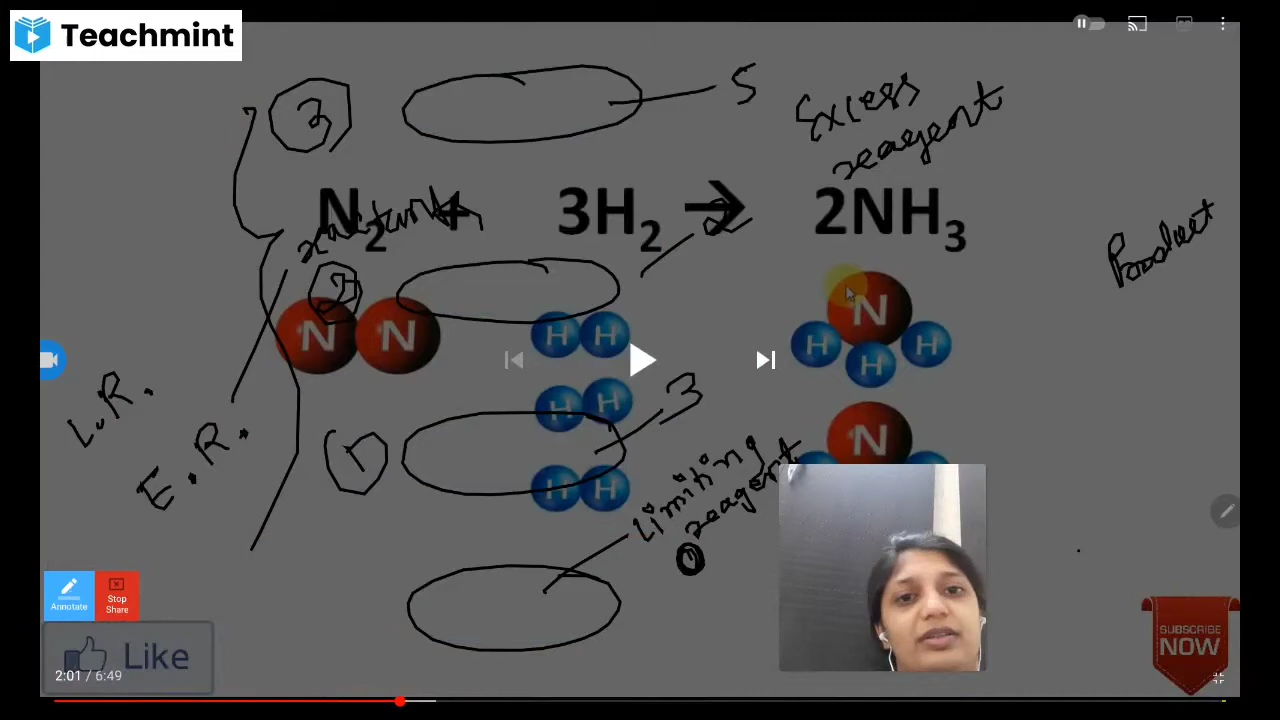 Teachmint
3
5
Excess
reagent
N₂ + 3H₂ → 2NH₃
reactant
2
2
Product
N N
H H
N
H H H
H H
N
L.R.
E.R.
1
3
H H
Limiting
reagent
Annotate
Stop
Share
Like
2:01 / 6:49
SUBSCRIBE
NOW